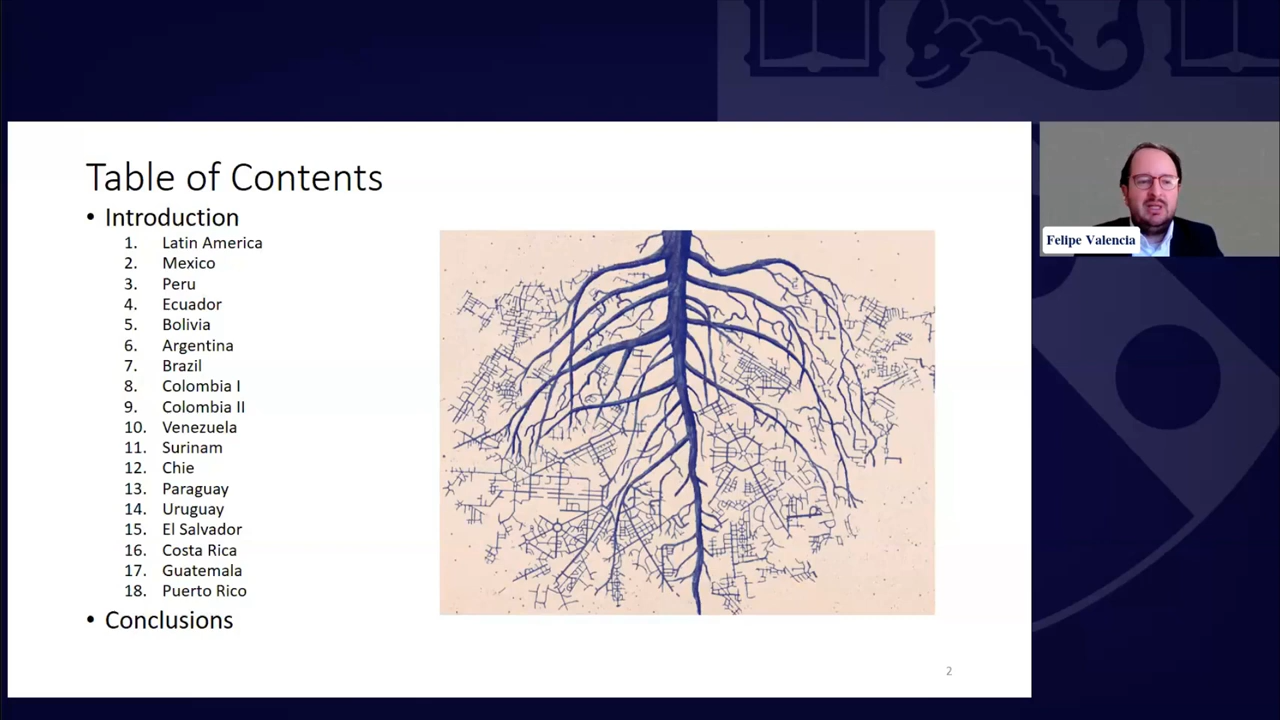 Table of Contents
• Introduction
1. Latin America
2. Mexico
3. Peru
4. Ecuador
5. Bolivia
6. Argentina
7. Brazil
8. Colombia I
9. Colombia II
10. Venezuela
11. Surinam
12. Chie
13. Paraguay
14. Uruguay
15. El Salvador
16. Costa Rica
17. Guatemala
18. Puerto Rico
• Conclusions
2
Felipe Valencia